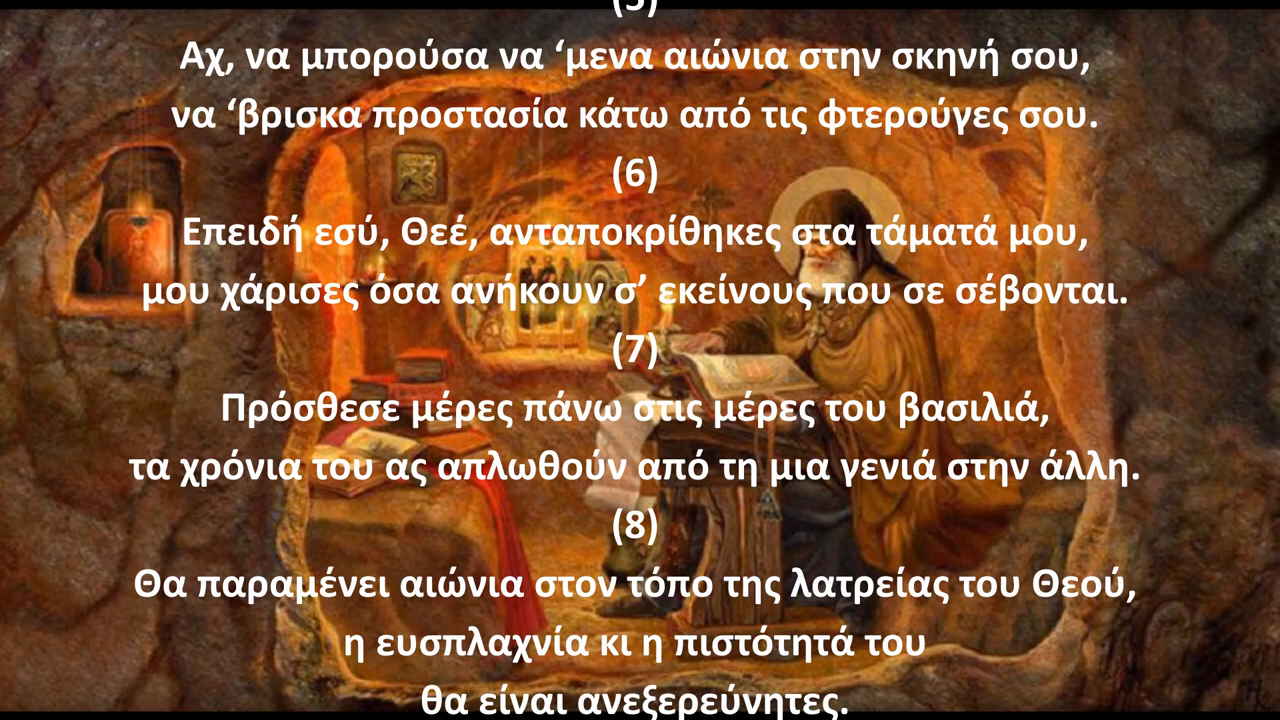 (5)
Αχ, να μπορούσα να ‘μενα αιώνια στην σκηνή σου,
να ‘βρισκα προστασία κάτω από τις φτερούγες σου.
(6)
Επειδή εσύ, Θεέ, ανταποκρίθηκες στα τάματά μου,
μου χάρισες όσα ανήκουν σ’ εκείνους που σε σέβονται.
(7)
Πρόσθεσε μέρες πάνω στις μέρες του βασιλιά,
τα χρόνια του ας απλωθούν από τη μια γενιά στην άλλη.
(8)
Θα παραμένει αιώνια στον τόπο της λατρείας του Θεού,
η ευσπλαχνία κι η πιστότητά του
θα είναι ανεξερεύνητες.